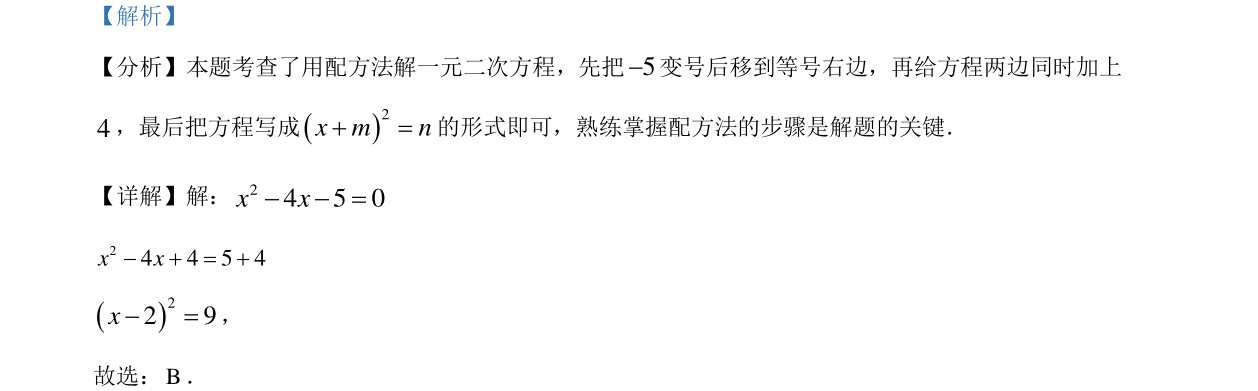 【解析】
【分析】本题考查了用配方法解一元二次方程，先把−5变号后移到等号右边，再给方程两边同时加上
4，最后把方程写成(x+m)²=n的形式即可，熟练掌握配方法的步骤是解题的关键．
【详解】解：x²−4x−5=0
x²−4x+4=5+4
(x−2)²=9，
故选：B．